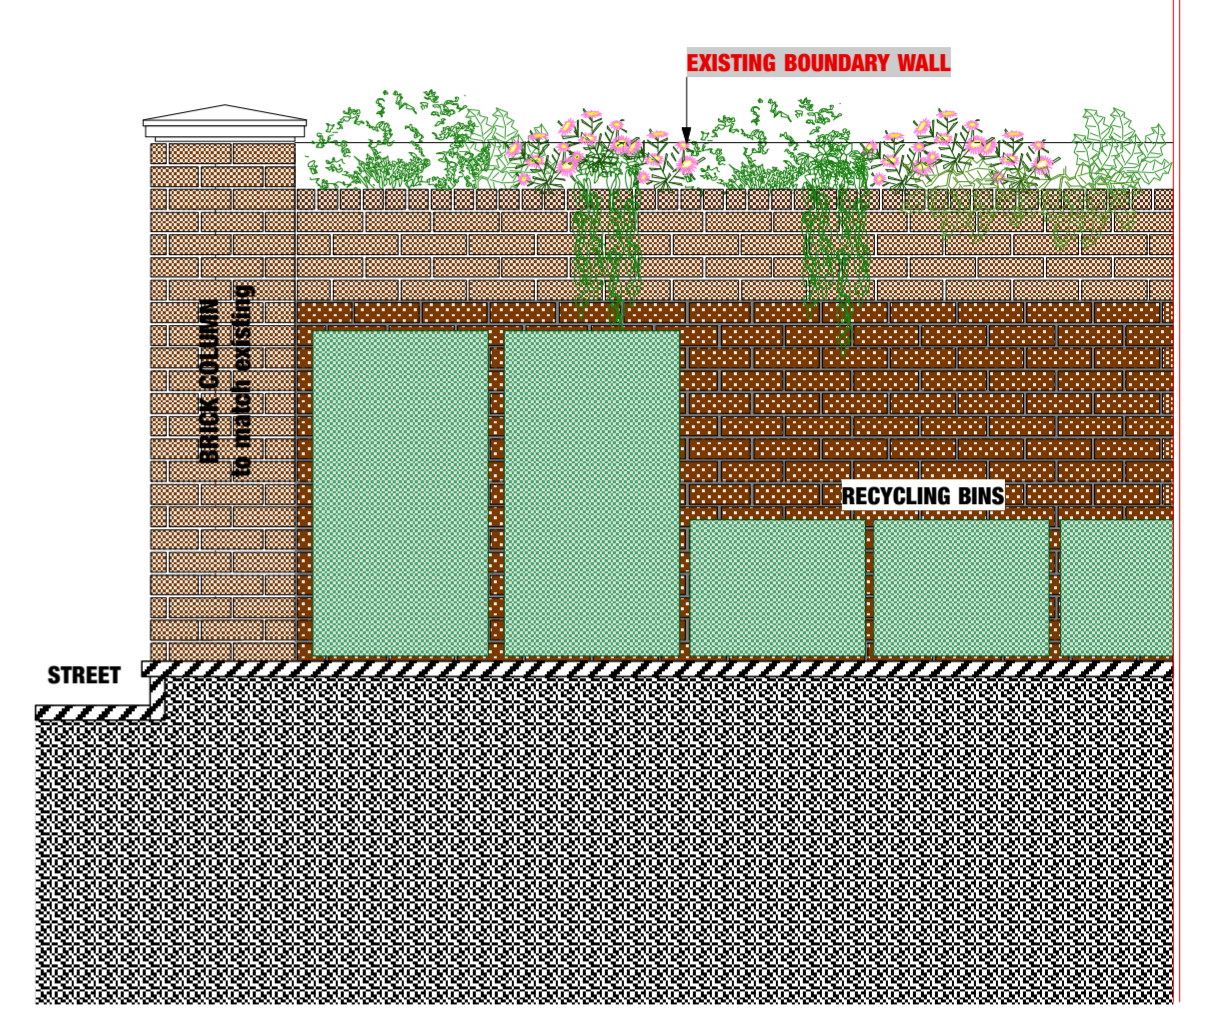 EXISTING BOUNDARY WALL
BRICK COLUMN
to match existing
RECYCLING BINS
STREET